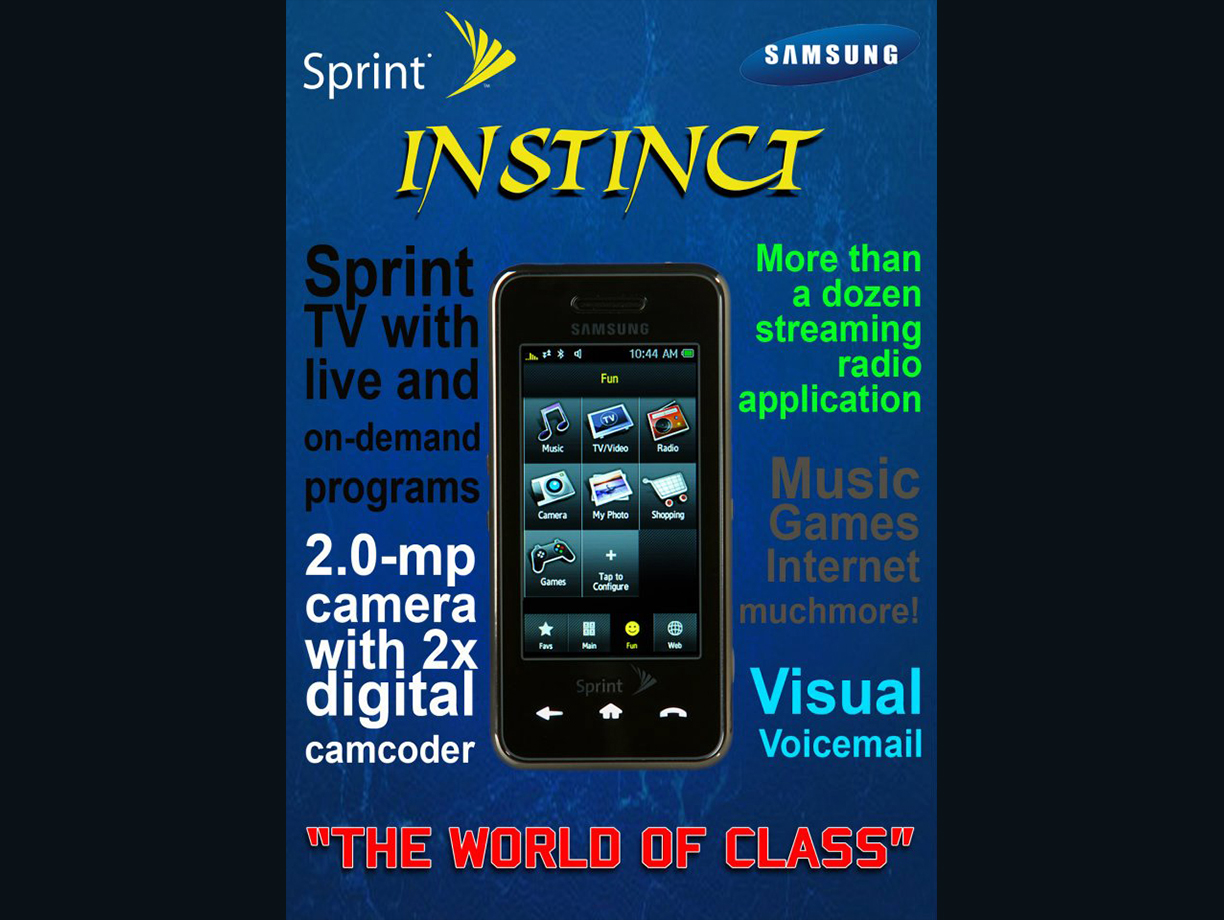 Sprint
SAMSUNG
INSTINCT
Sprint
TV with
live and
on-demand
programs
2.0-mp
camera
with 2x
digital
camcoder
SAMSUNG
10:44 AM
Fun
Music TV/Video Radio
Camera My Photo Shopping
Games + Tap to
Configure
Favs Main Fun Web
Sprint
More than
a dozen
streaming
radio
application
Music
Games
Internet
muchmore!
Visual
Voicemail
"THE WORLD OF CLASS"